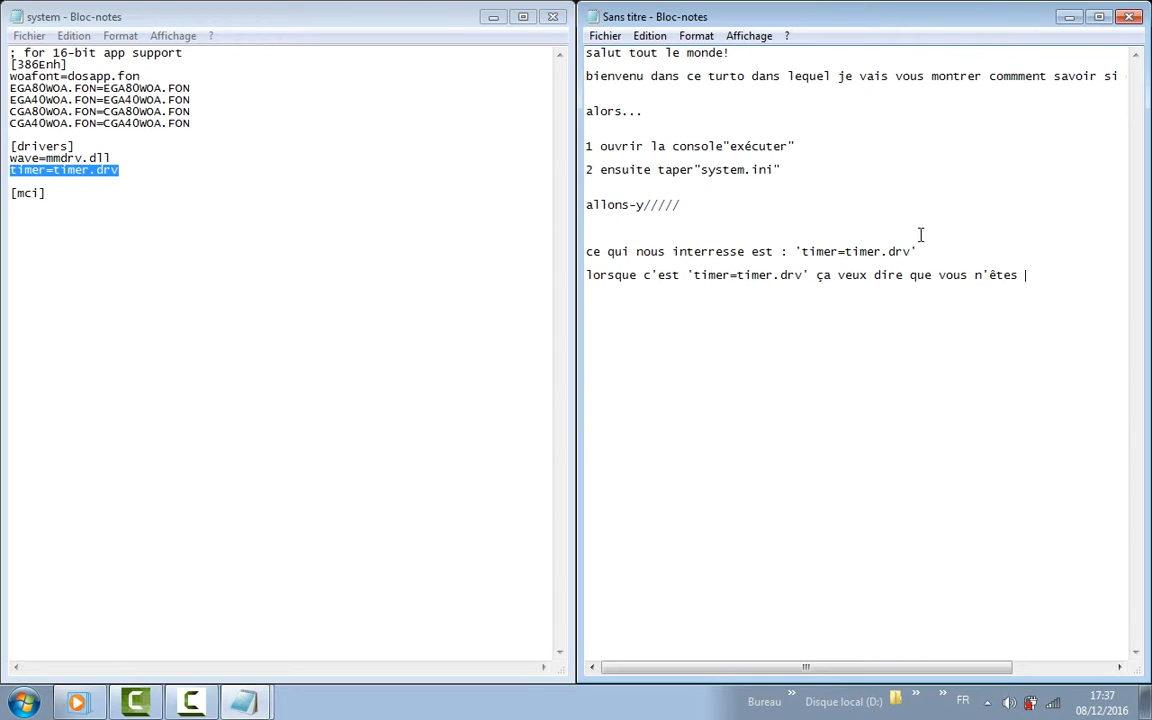 system - Bloc-notes
Fichier Edition Format Affichage ?
; for 16-bit app support
[386Enh]
woafont=dosapp.fon
EGA80WOA.FON=EGA80WOA.FON
EGA40WOA.FON=EGA40WOA.FON
CGA80WOA.FON=CGA80WOA.FON
CGA40WOA.FON=CGA40WOA.FON
[drivers]
wave=mmdrv.dll
timer=timer.drv
[mci]
Sans titre - Bloc-notes
Fichier Edition Format Affichage ?
salut tout le monde!
bienvenu dans ce turto dans lequel je vais vous montrer commment savoir si
alors...
1 ouvrir la console"exécuter"
2 ensuite taper"system.ini"
allons-y/////
ce qui nous interresse est : 'timer=timer.drv'
lorsque c'est 'timer=timer.drv' ça veux dire que vous n'êtes
Bureau » Disque local (D:) » » FR 17:37
08/12/2016